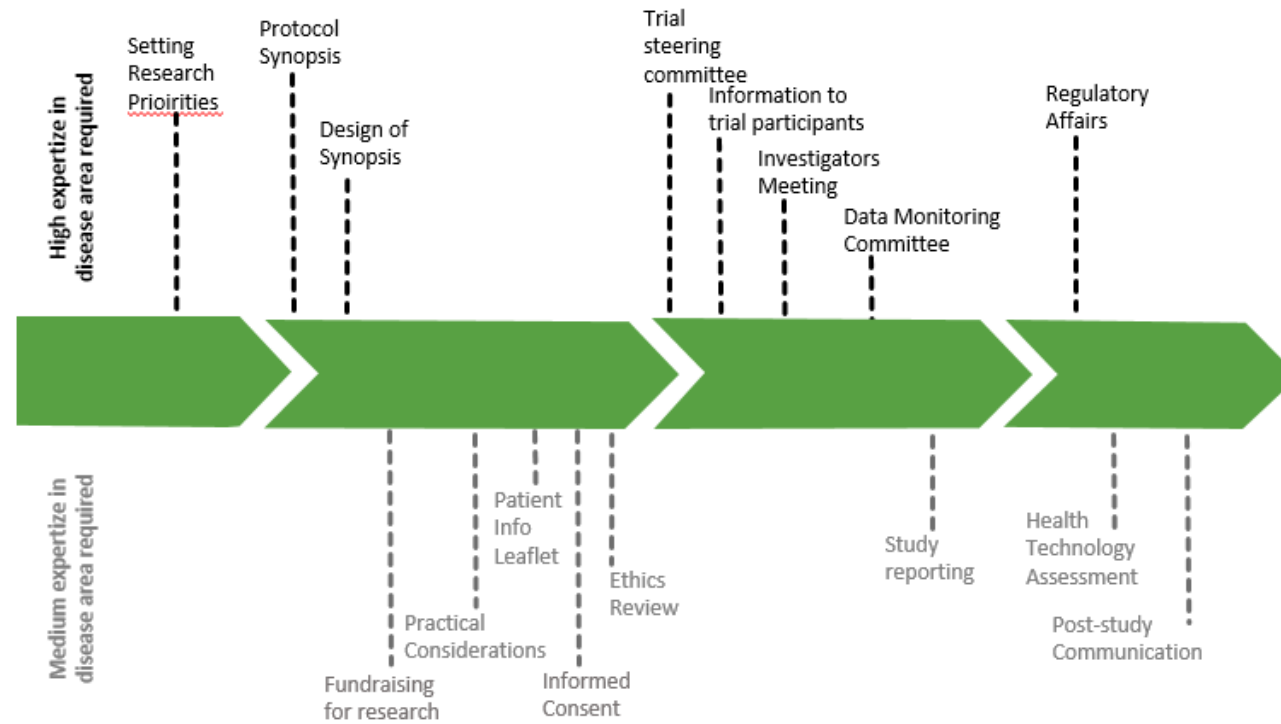 High expertize in
disease area required
Setting
Research
Prioirities
Protocol
Synopsis
Design of
Synopsis
Trial
steering
committee
Information to
trial participants
Investigators
Meeting
Data Monitoring
Committee
Regulatory
Affairs
Medium expertize in
disease area required
Fundraising
for research
Practical
Considerations
Patient
Info
Leaflet
Informed
Consent
Ethics
Review
Study
reporting
Health
Technology
Assessment
Post-study
Communication